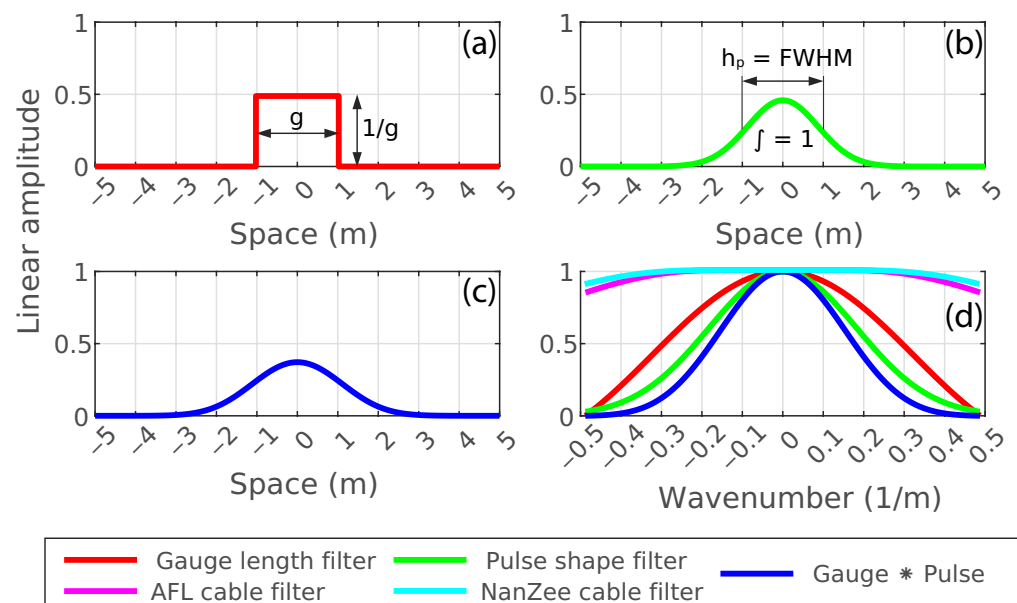 Linear amplitude
1
0.5
0
(a)
g
1/g
−5 −4 −3 −2 −1 0 1 2 3 4 5
Space (m)
1
0.5
0
(b)
hₚ = FWHM
∫ = 1
−5 −4 −3 −2 −1 0 1 2 3 4 5
Space (m)
1
0.5
0
(c)
−5 −4 −3 −2 −1 0 1 2 3 4 5
Space (m)
1
0.5
0
(d)
−0.5 −0.4 −0.3 −0.2 −0.1 0 0.1 0.2 0.3 0.4 0.5
Wavenumber (1/m)
Gauge length filter
Pulse shape filter
Gauge * Pulse
AFL cable filter
NanZee cable filter